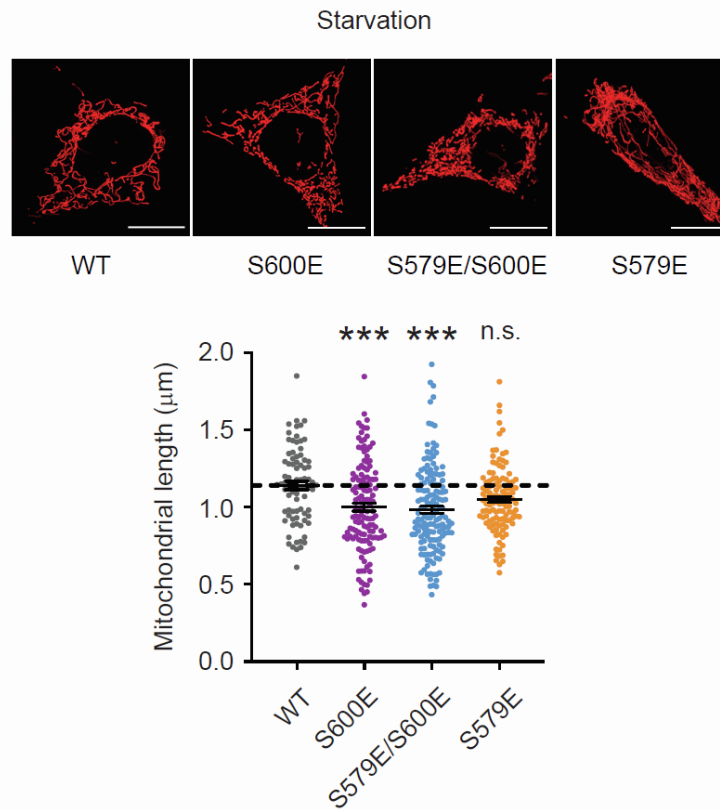 Starvation
WT S600E S579E/S600E S579E
*** *** n.s.
Mitochondrial length (μm)
2.0
1.5
1.0
0.5
0.0
WT S600E S579E/S600E S579E